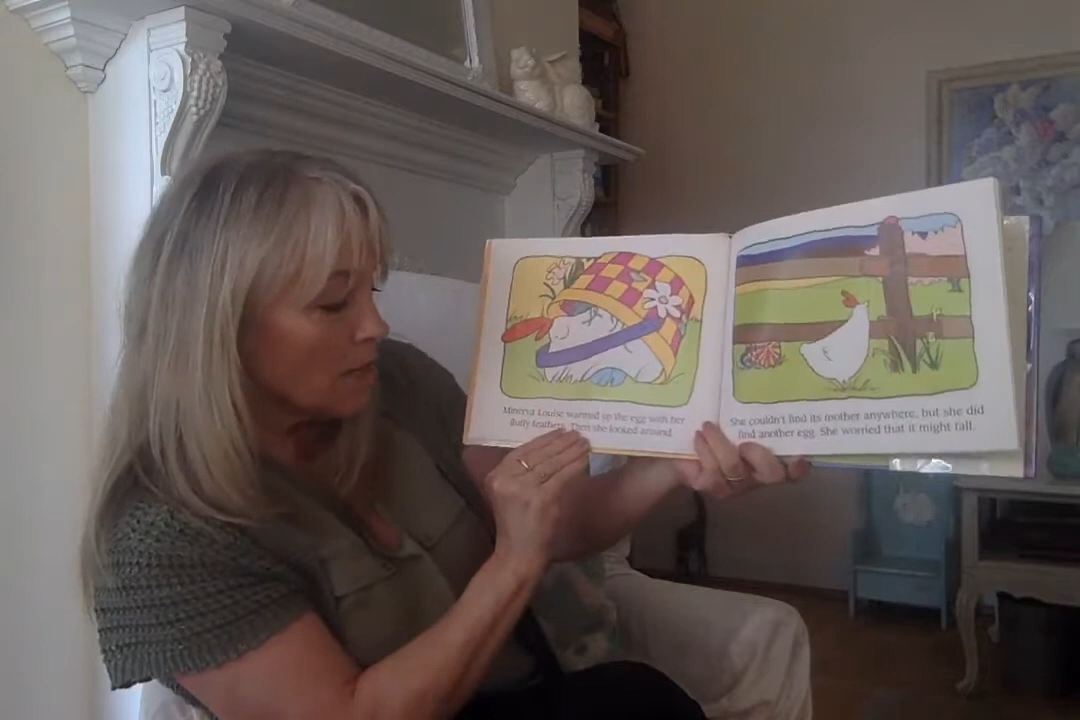 Minerva Louise warmed up the egg with her
fluffy feathers. Then she looked around.
She couldn't find its mother anywhere, but she did
find another egg. She worried that it might fall.